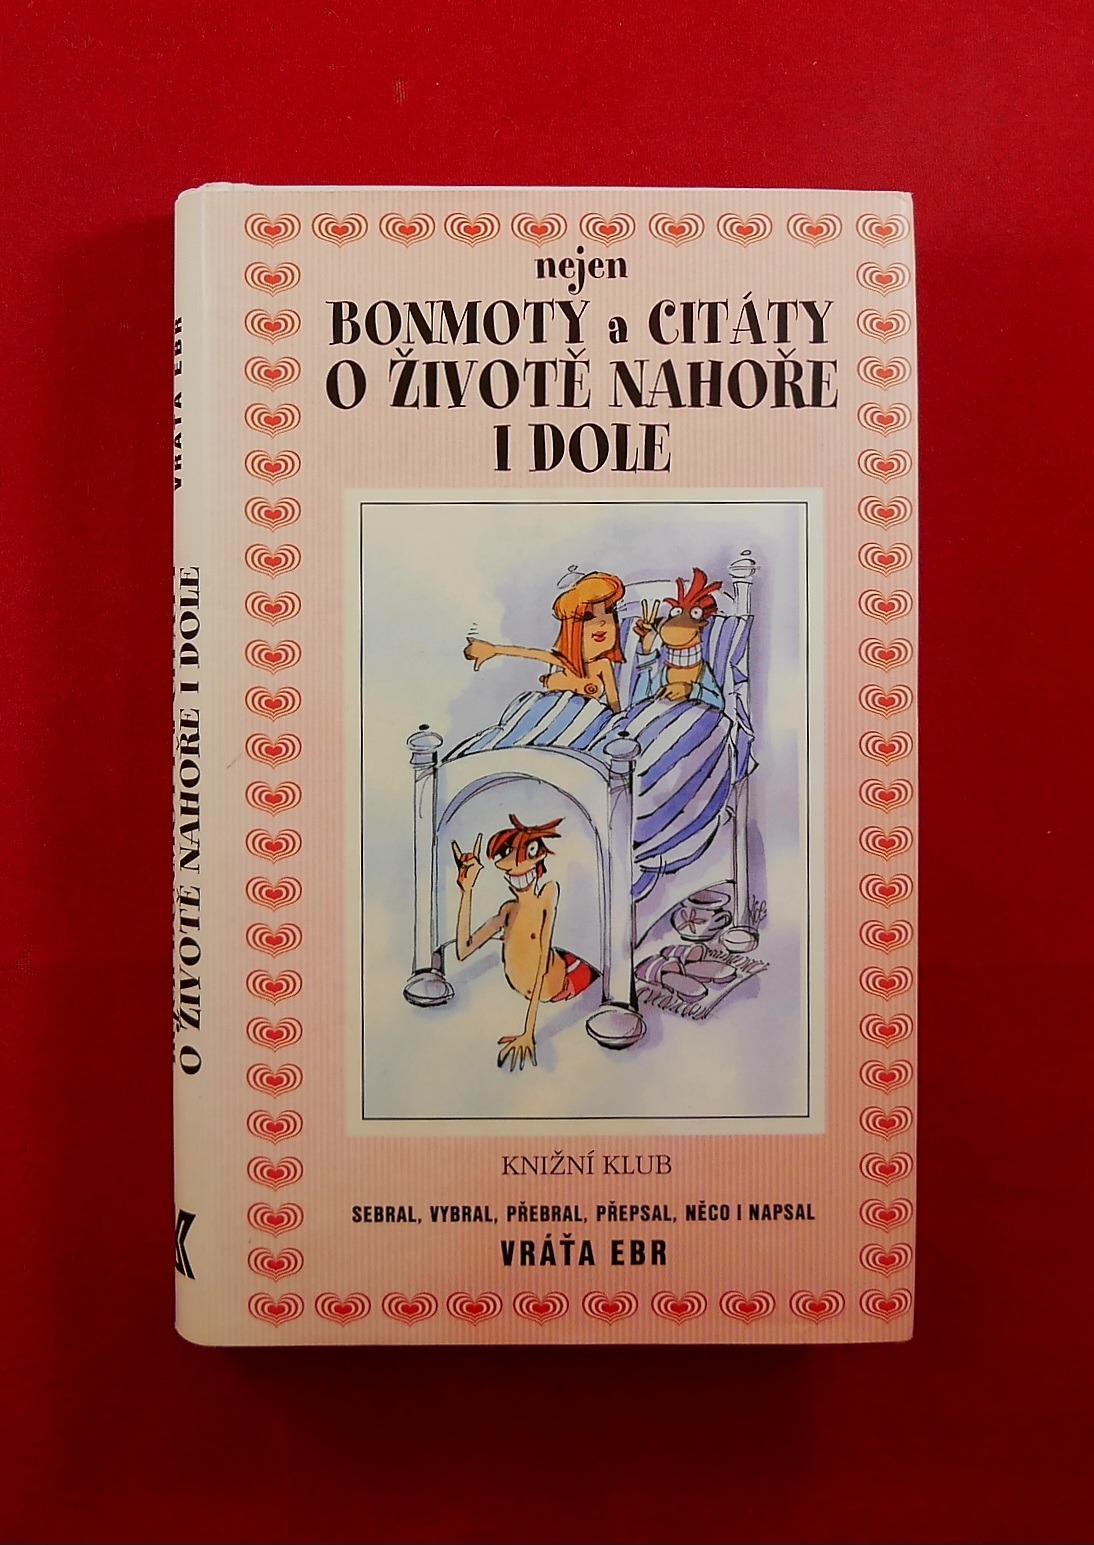 nejen
BONMOTY a CITÁTY
O ŽIVOTĚ NAHOŘE
I DOLE
KNIŽNÍ KLUB
SEBRAL, VYBRAL, PŘEBRAL, PŘEPSAL, NĚCO I NAPSAL
VRÁŤA EBR
VRÁŤA EBR
O ŽIVOTĚ NAHOŘE I DOLE